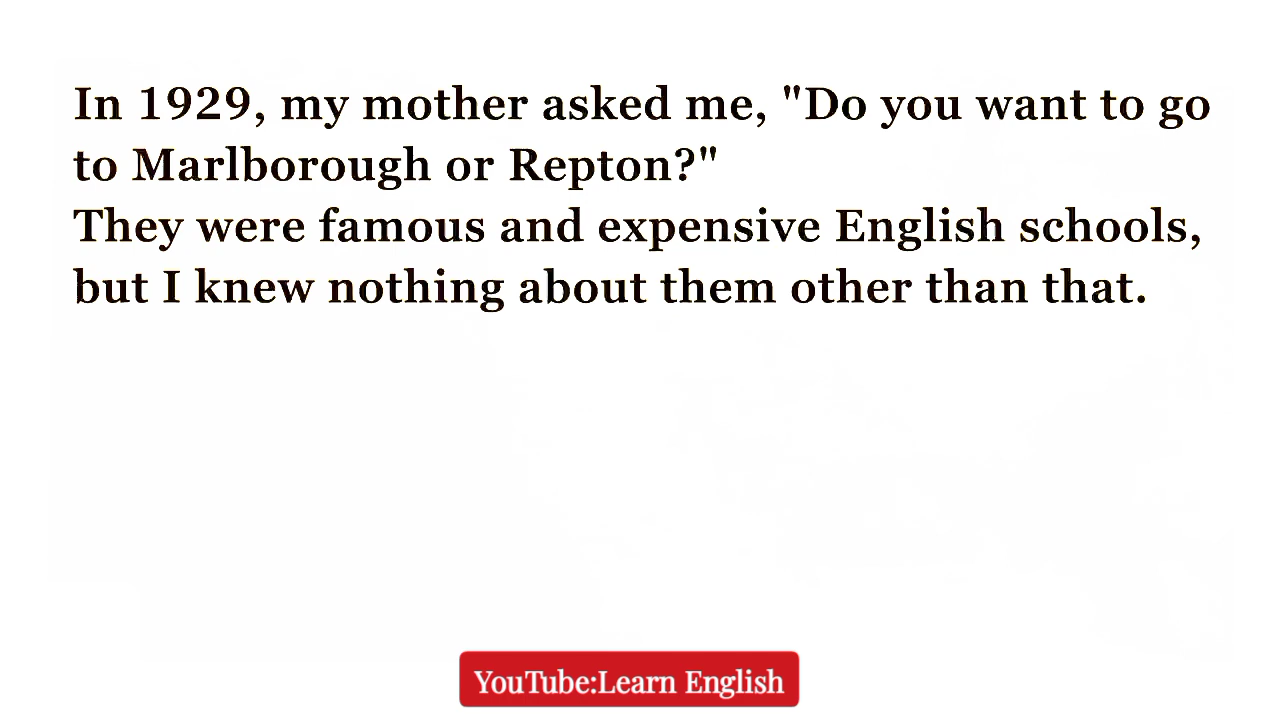 In 1929, my mother asked me, "Do you want to go
to Marlborough or Repton?"
They were famous and expensive English schools,
but I knew nothing about them other than that.
YouTube:Learn English